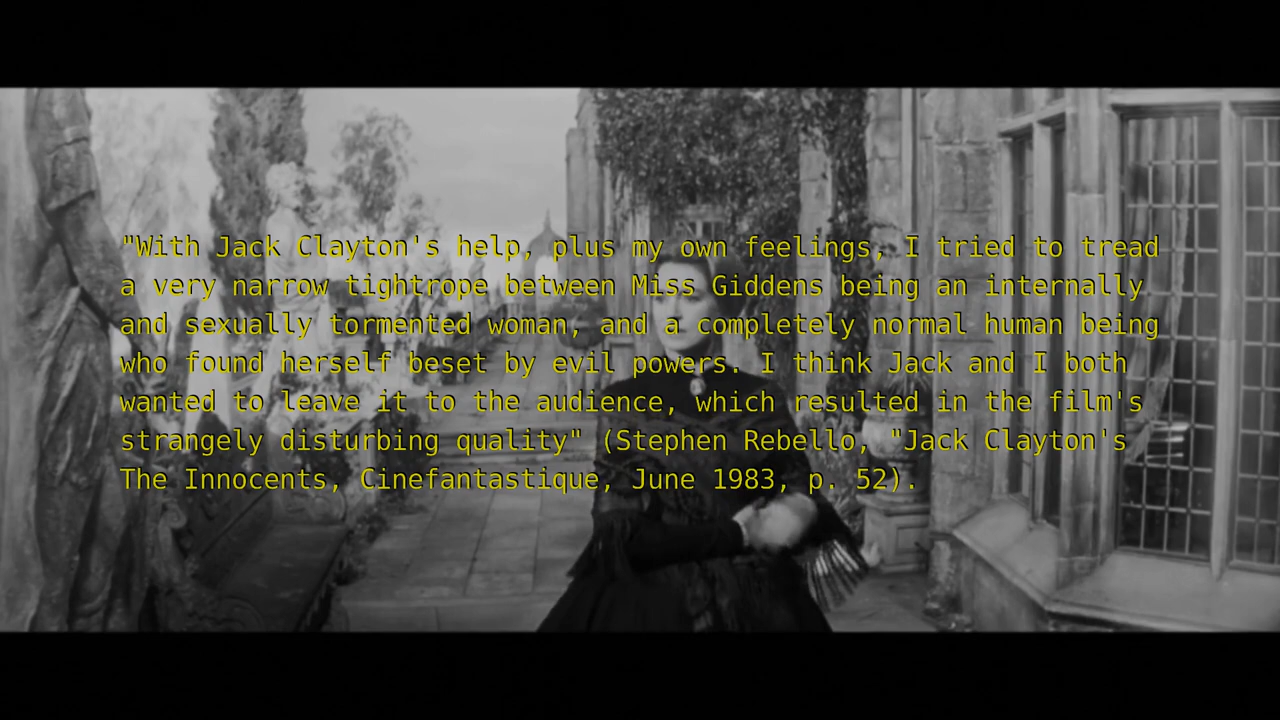 "With Jack Clayton's help, plus my own feelings, I tried to tread
a very narrow tightrope between Miss Giddens being an internally
and sexually tormented woman, and a completely normal human being
who found herself beset by evil powers. I think Jack and I both
wanted to leave it to the audience, which resulted in the film's
strangely disturbing quality" (Stephen Rebello, "Jack Clayton's
The Innocents, Cinefantastique, June 1983, p. 52).